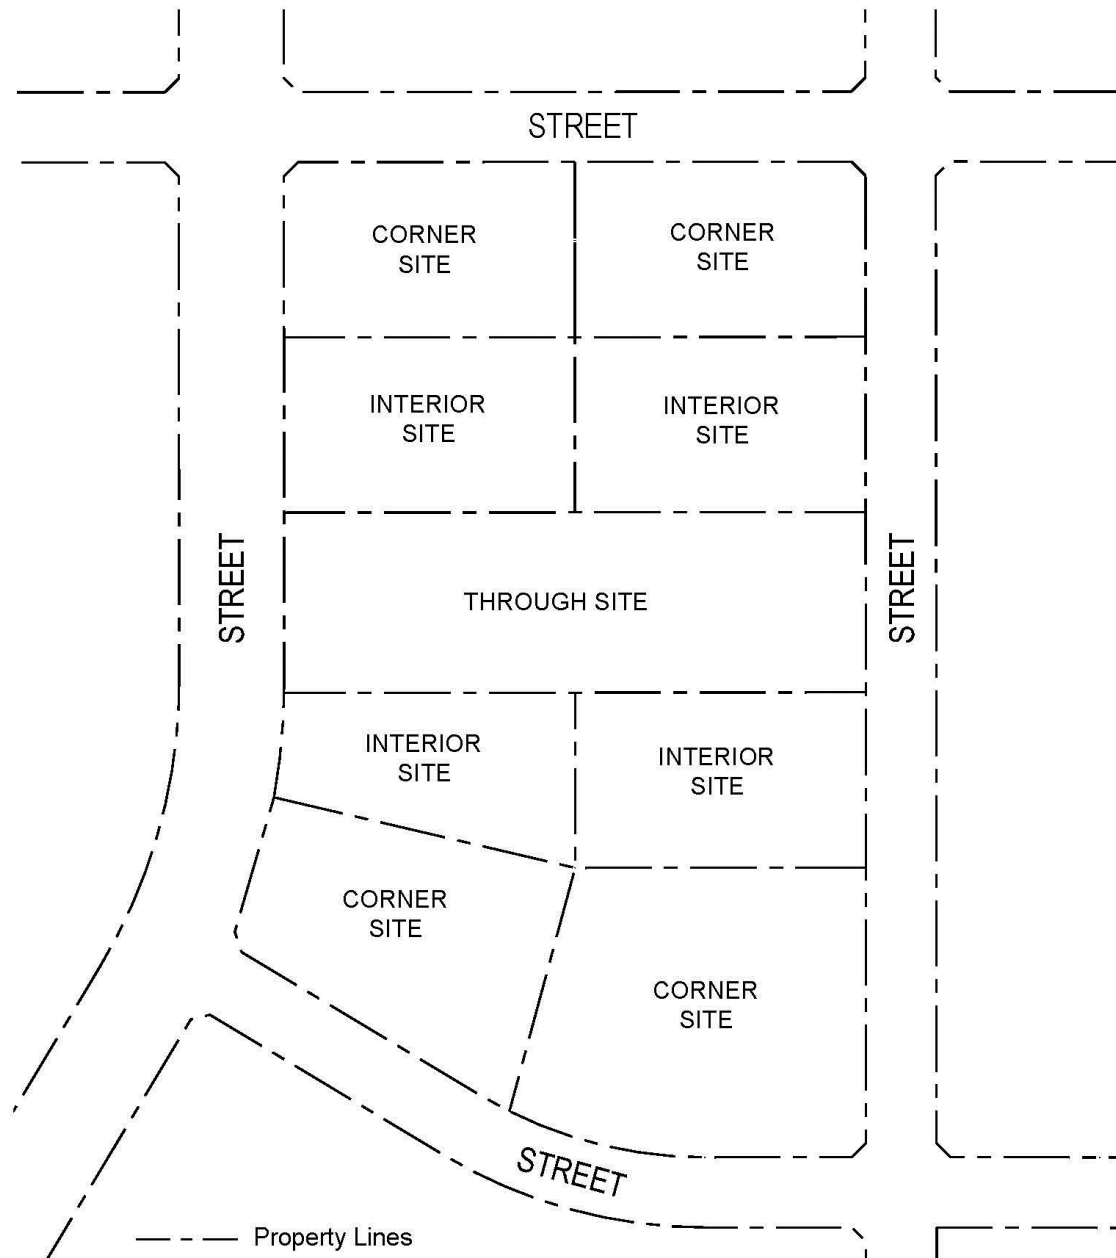 STREET
CORNER
SITE
CORNER
SITE
INTERIOR
SITE
INTERIOR
SITE
STREET
THROUGH SITE
STREET
INTERIOR
SITE
INTERIOR
SITE
CORNER
SITE
CORNER
SITE
STREET
Property Lines